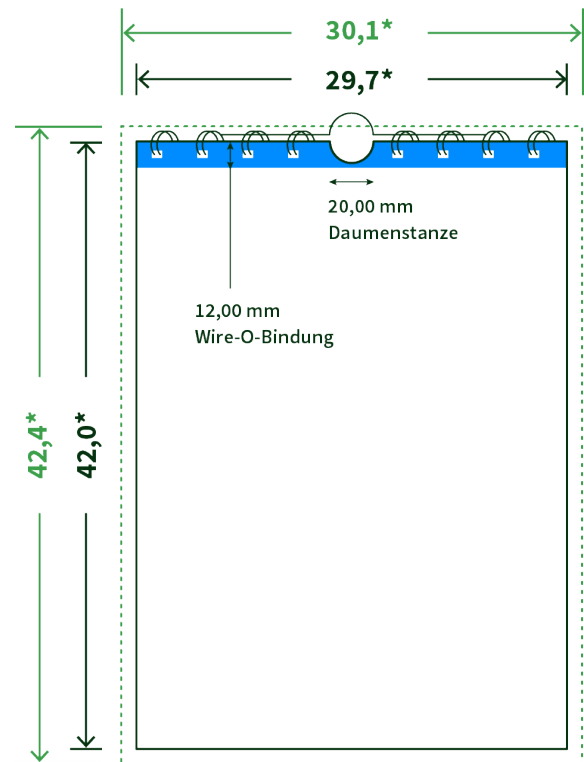 30,1*
29,7*
20,00 mm
Daumenstanze
12,00 mm
Wire-O-Bindung
42,4*
42,0*